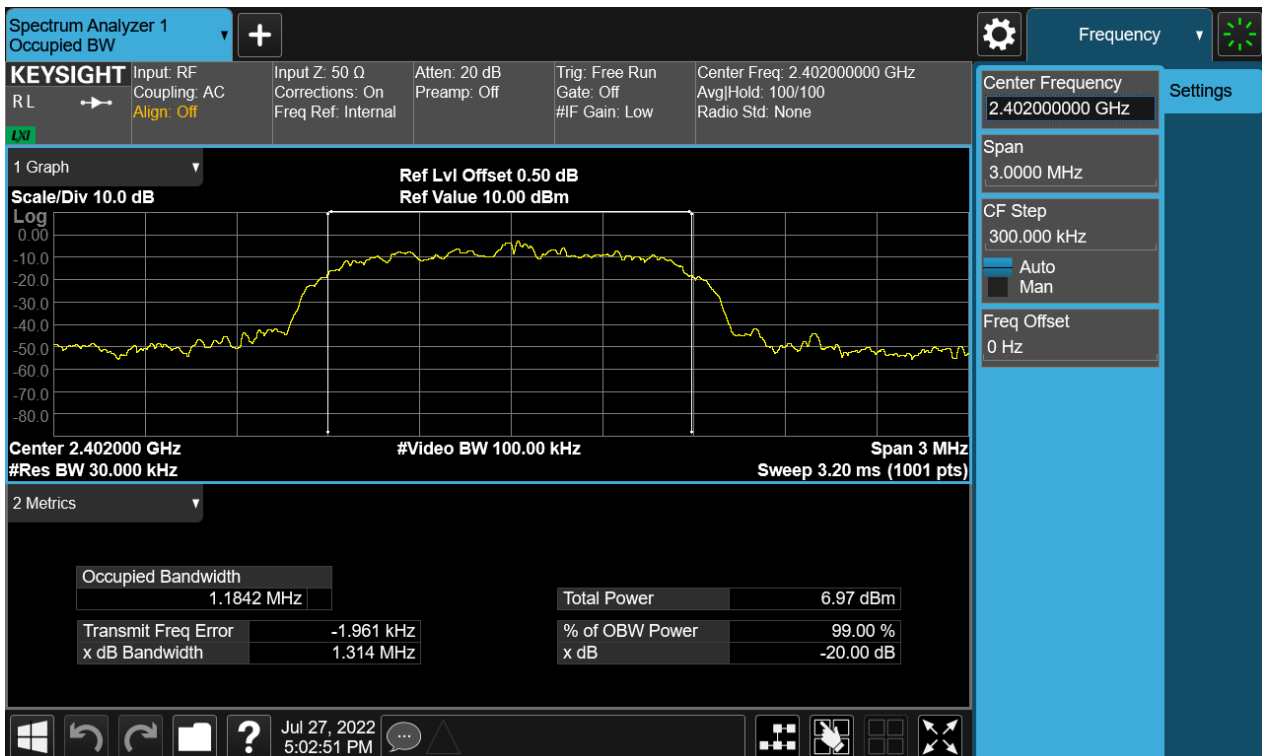 Spectrum Analyzer 1
Occupied BW
+
Frequency
KEYSIGHT
R L
LXI
Input: RF
Coupling: AC
Align: Off
Input Z: 50 Ω
Corrections: On
Freq Ref: Internal
Atten: 20 dB
Preamp: Off
Trig: Free Run
Gate: Off
#IF Gain: Low
Center Freq: 2.402000000 GHz
Avg|Hold: 100/100
Radio Std: None
Center Frequency
2.402000000 GHz
Settings
Span
3.0000 MHz
CF Step
300.000 kHz
Auto
Man
Freq Offset
0 Hz
1 Graph
Scale/Div 10.0 dB
Ref Lvl Offset 0.50 dB
Ref Value 10.00 dBm
Log
0.00
-10.0
-20.0
-30.0
-40.0
-50.0
-60.0
-70.0
-80.0
Center 2.402000 GHz
#Video BW 100.00 kHz
Span 3 MHz
#Res BW 30.000 kHz
Sweep 3.20 ms (1001 pts)
2 Metrics
Occupied Bandwidth
1.1842 MHz
Total Power 6.97 dBm
Transmit Freq Error -1.961 kHz
% of OBW Power 99.00 %
x dB Bandwidth 1.314 MHz
x dB -20.00 dB
?
Jul 27, 2022
5:02:51 PM